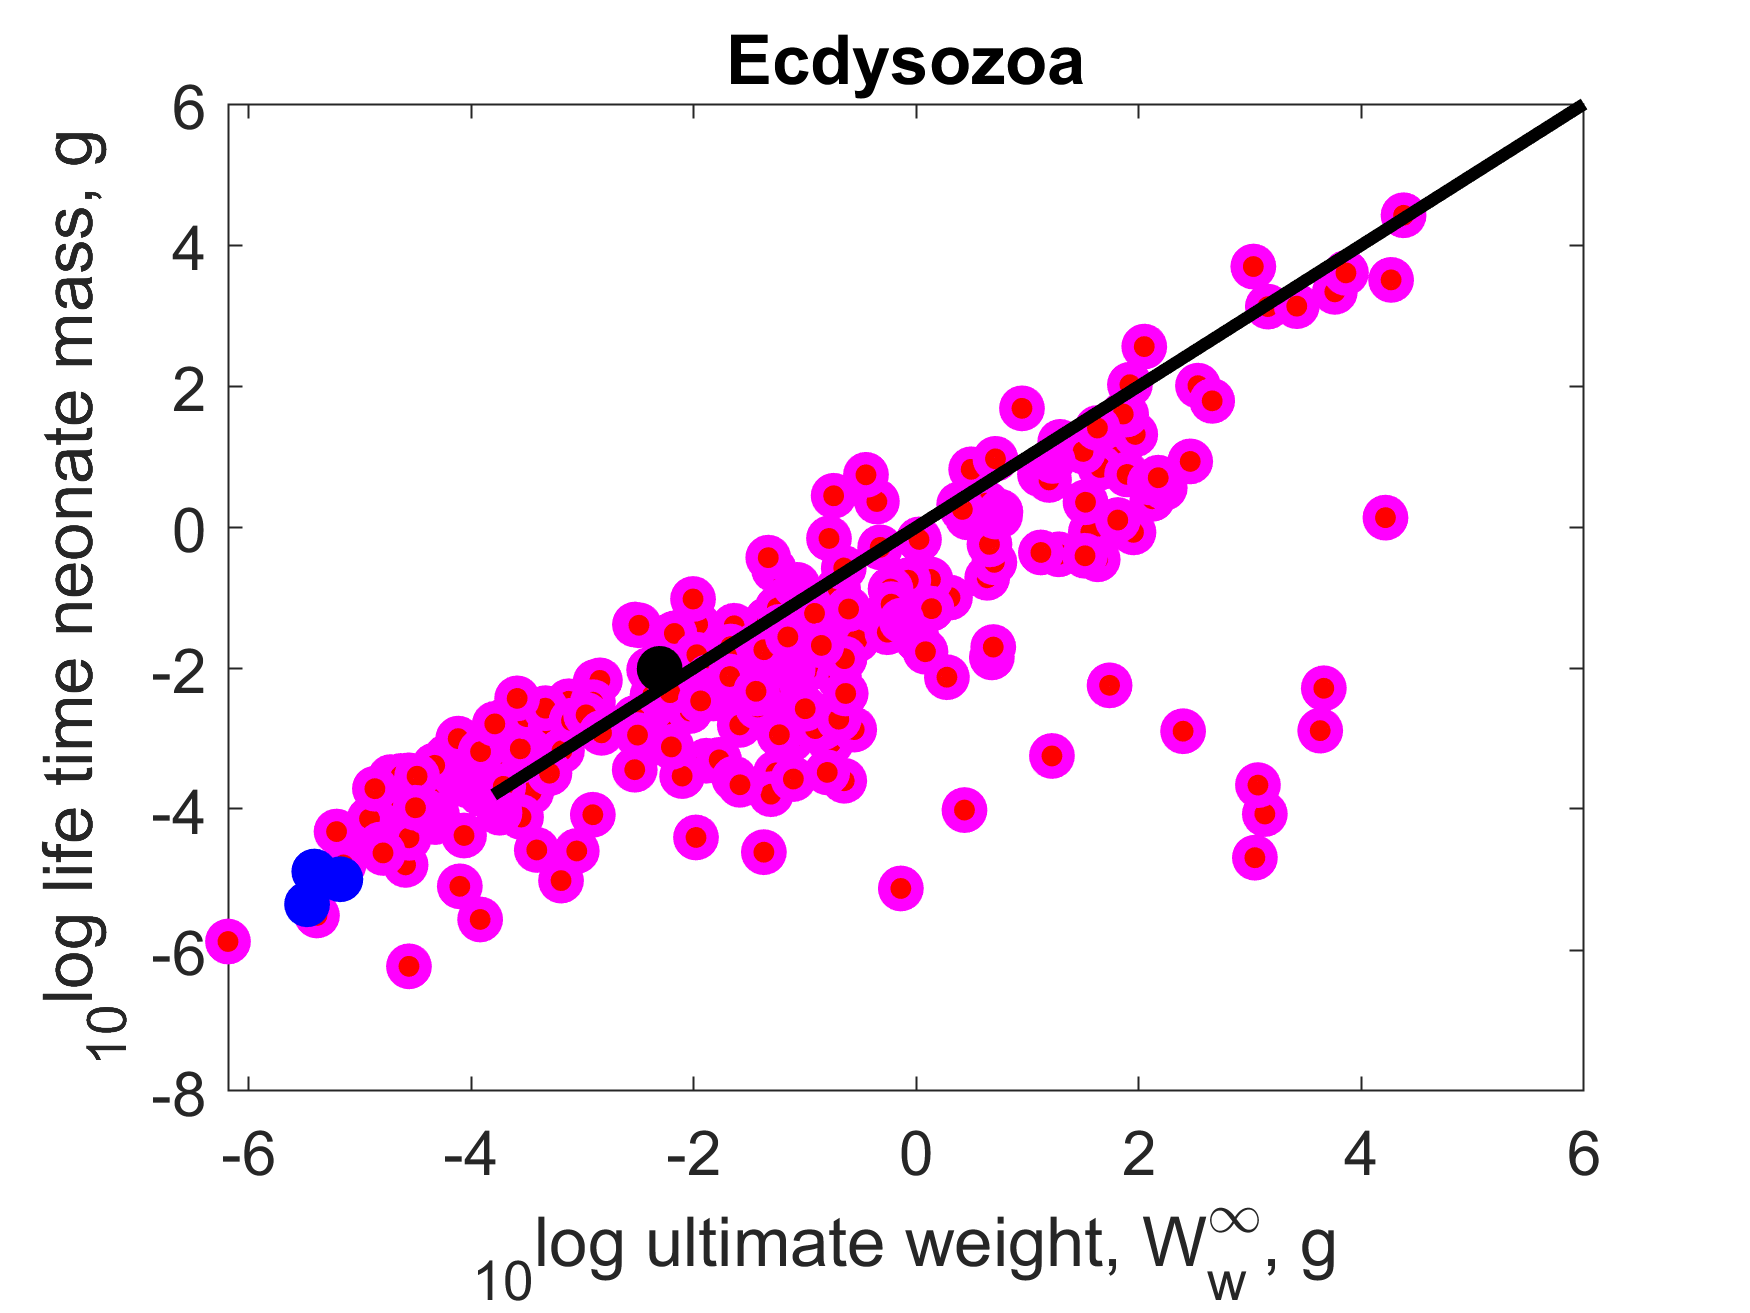 Ecdysozoa
10log life time neonate mass, g
6
4
2
0
-2
-4
-6
-8
-6 -4 -2 0 2 4 6
10log ultimate weight, W∞w, g